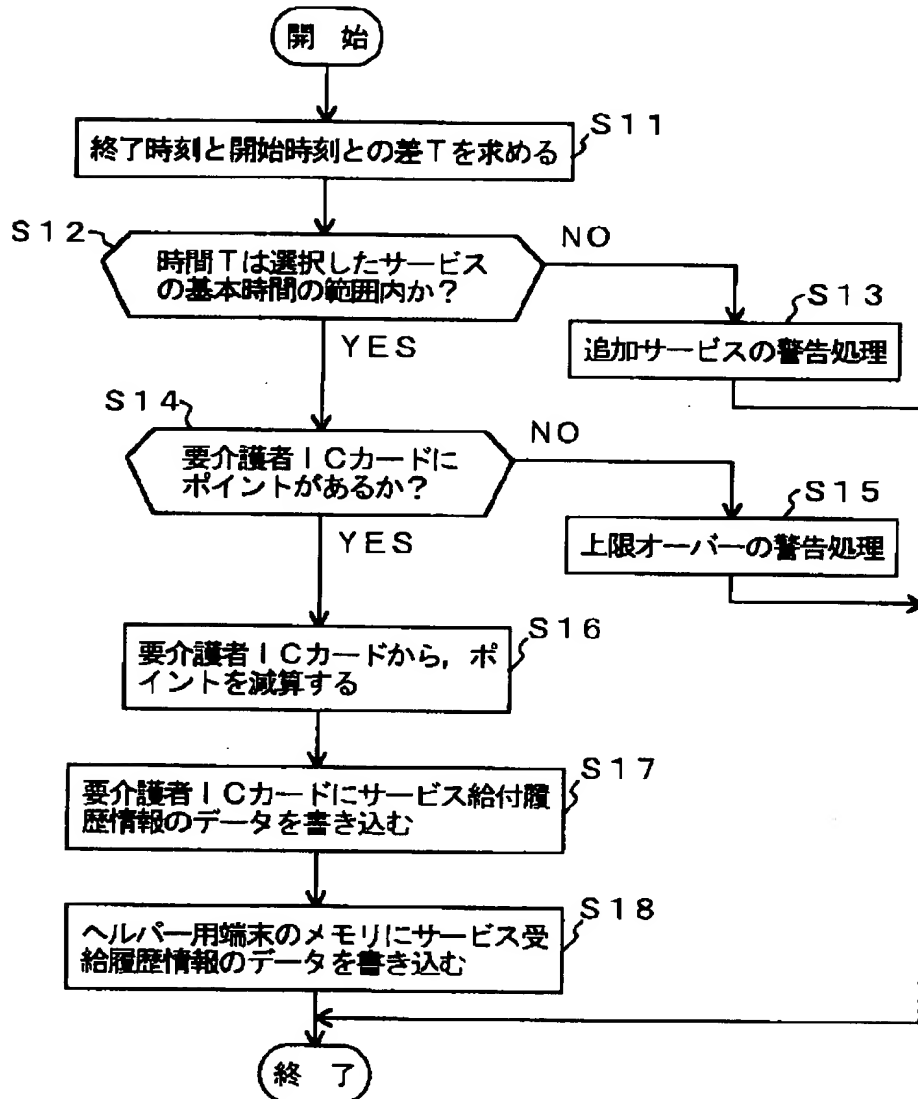 開 始
S11
終了時刻と開始時刻との差Tを求める
S12
時間Tは選択したサービス
の基本時間の範囲内か?
NO
YES
S13
追加サービスの警告処理
S14
要介護者ICカードに
ポイントがあるか?
NO
YES
S15
上限オーバーの警告処理
S16
要介護者ICカードから,ポ
イントを減算する
S17
要介護者ICカードにサービス給付履
歴情報のデータを書き込む
S18
ヘルパー用端末のメモリにサービス受
給履歴情報のデータを書き込む
終 了